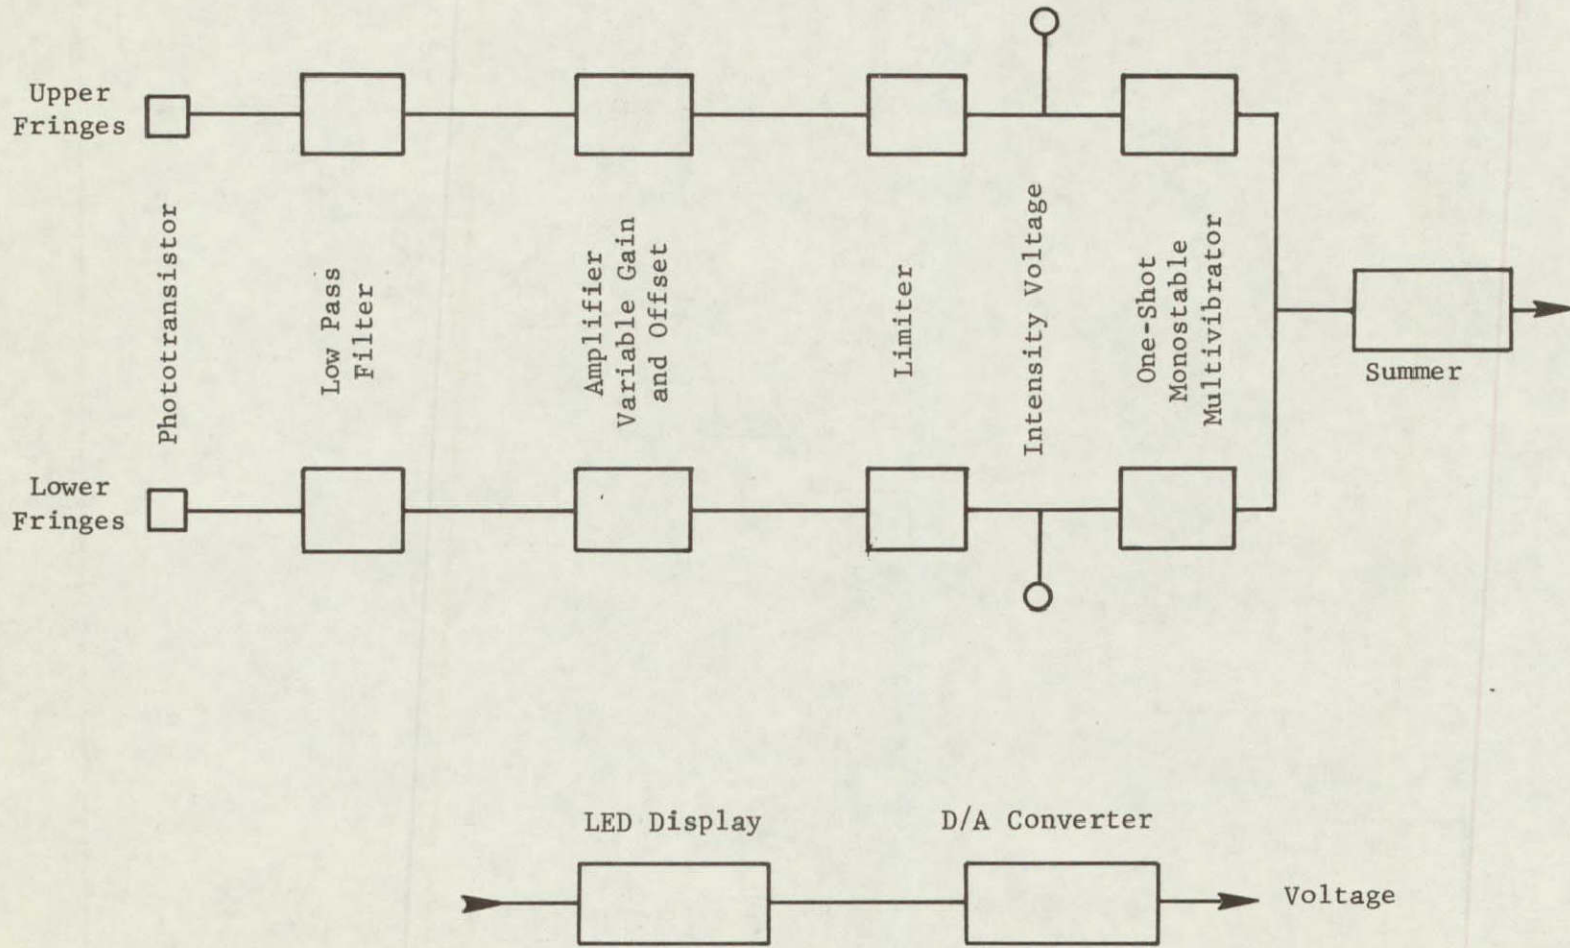 Upper
Fringes
Phototransistor
Low Pass
Filter
Amplifier
Variable Gain
and Offset
Limiter
Intensity Voltage
One-Shot
Monostable
Multivibrator
Summer
Lower
Fringes
LED Display
D/A Converter
Voltage